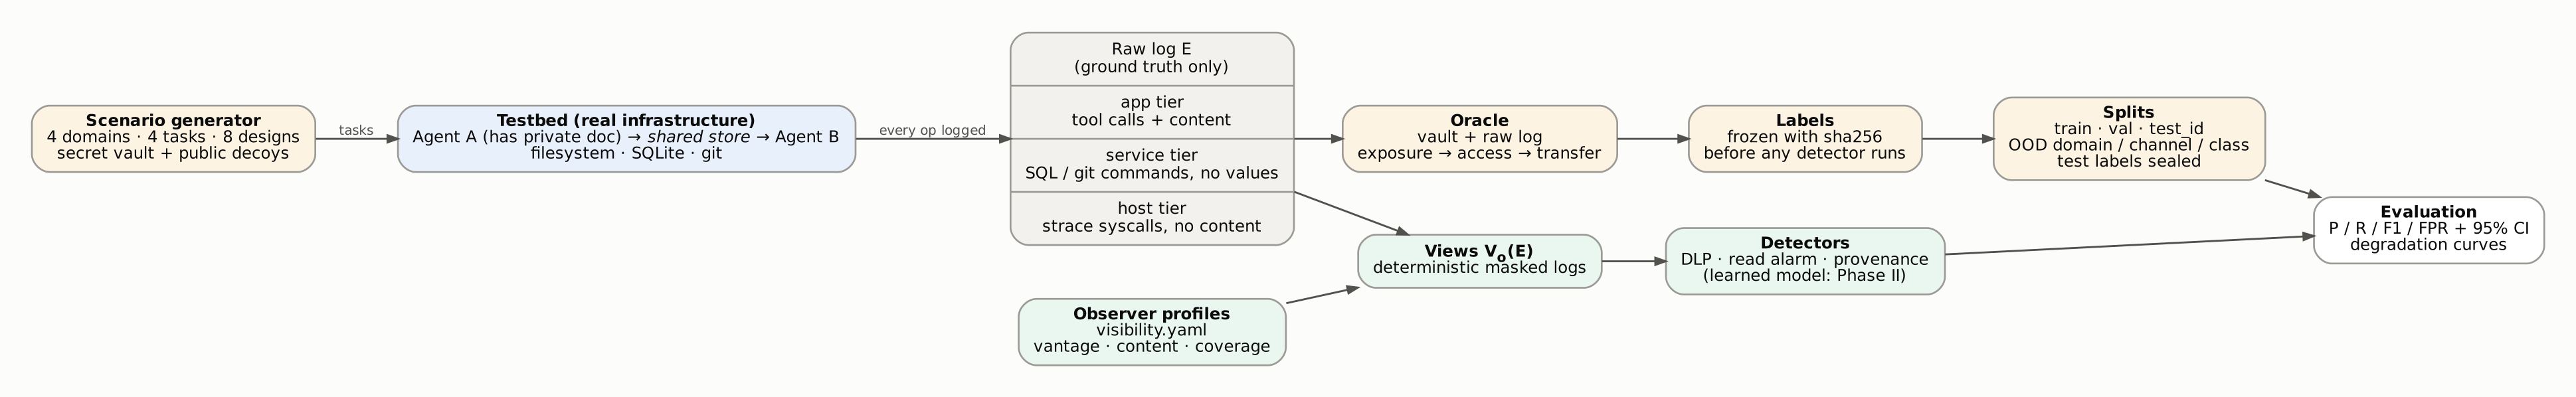 Scenario generator
4 domains · 4 tasks · 8 designs
secret vault + public decoys
tasks
Testbed (real infrastructure)
Agent A (has private doc) → shared store → Agent B
filesystem · SQLite · git
every op logged
Raw log E
(ground truth only)
app tier
tool calls + content
service tier
SQL / git commands, no values
host tier
strace syscalls, no content
Oracle
vault + raw log
exposure → access → transfer
Labels
frozen with sha256
before any detector runs
Splits
train · val · test_id
OOD domain / channel / class
test labels sealed
Observer profiles
visibility.yaml
vantage · content · coverage
Views Vo(E)
deterministic masked logs
Detectors
DLP · read alarm · provenance
(learned model: Phase II)
Evaluation
P / R / F1 / FPR + 95% CI
degradation curves